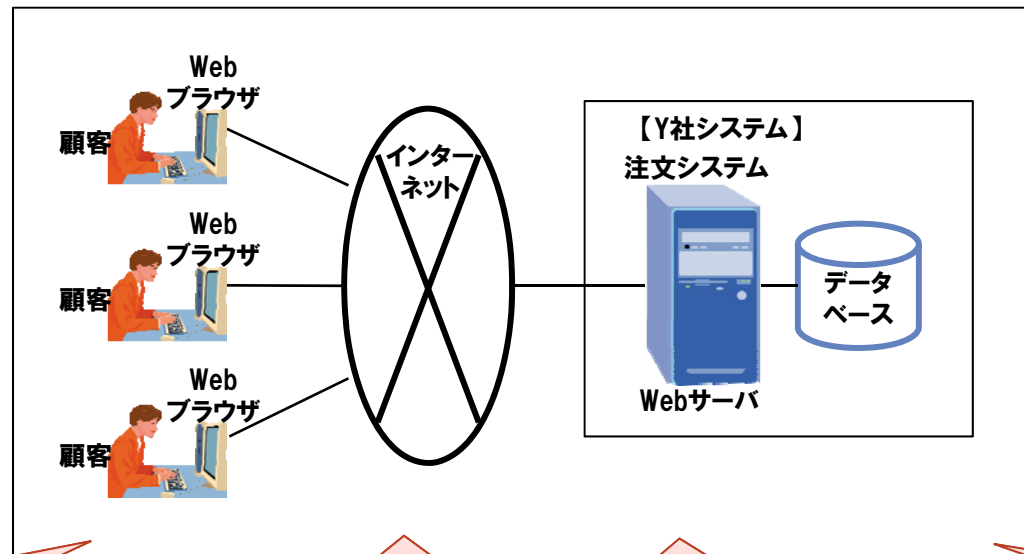 Web
ブラウザ
顧客
Web
ブラウザ
顧客
Web
ブラウザ
顧客
インター
ネット
【Y社システム】
注文システム
Webサーバ
データ
ベース